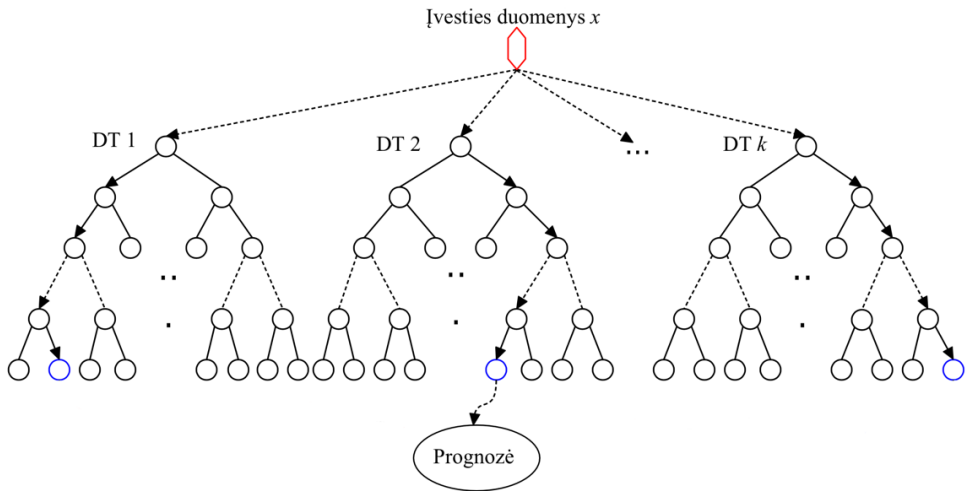 Įvesties duomenys x
DT 1
DT 2
...
DT k
Prognozė